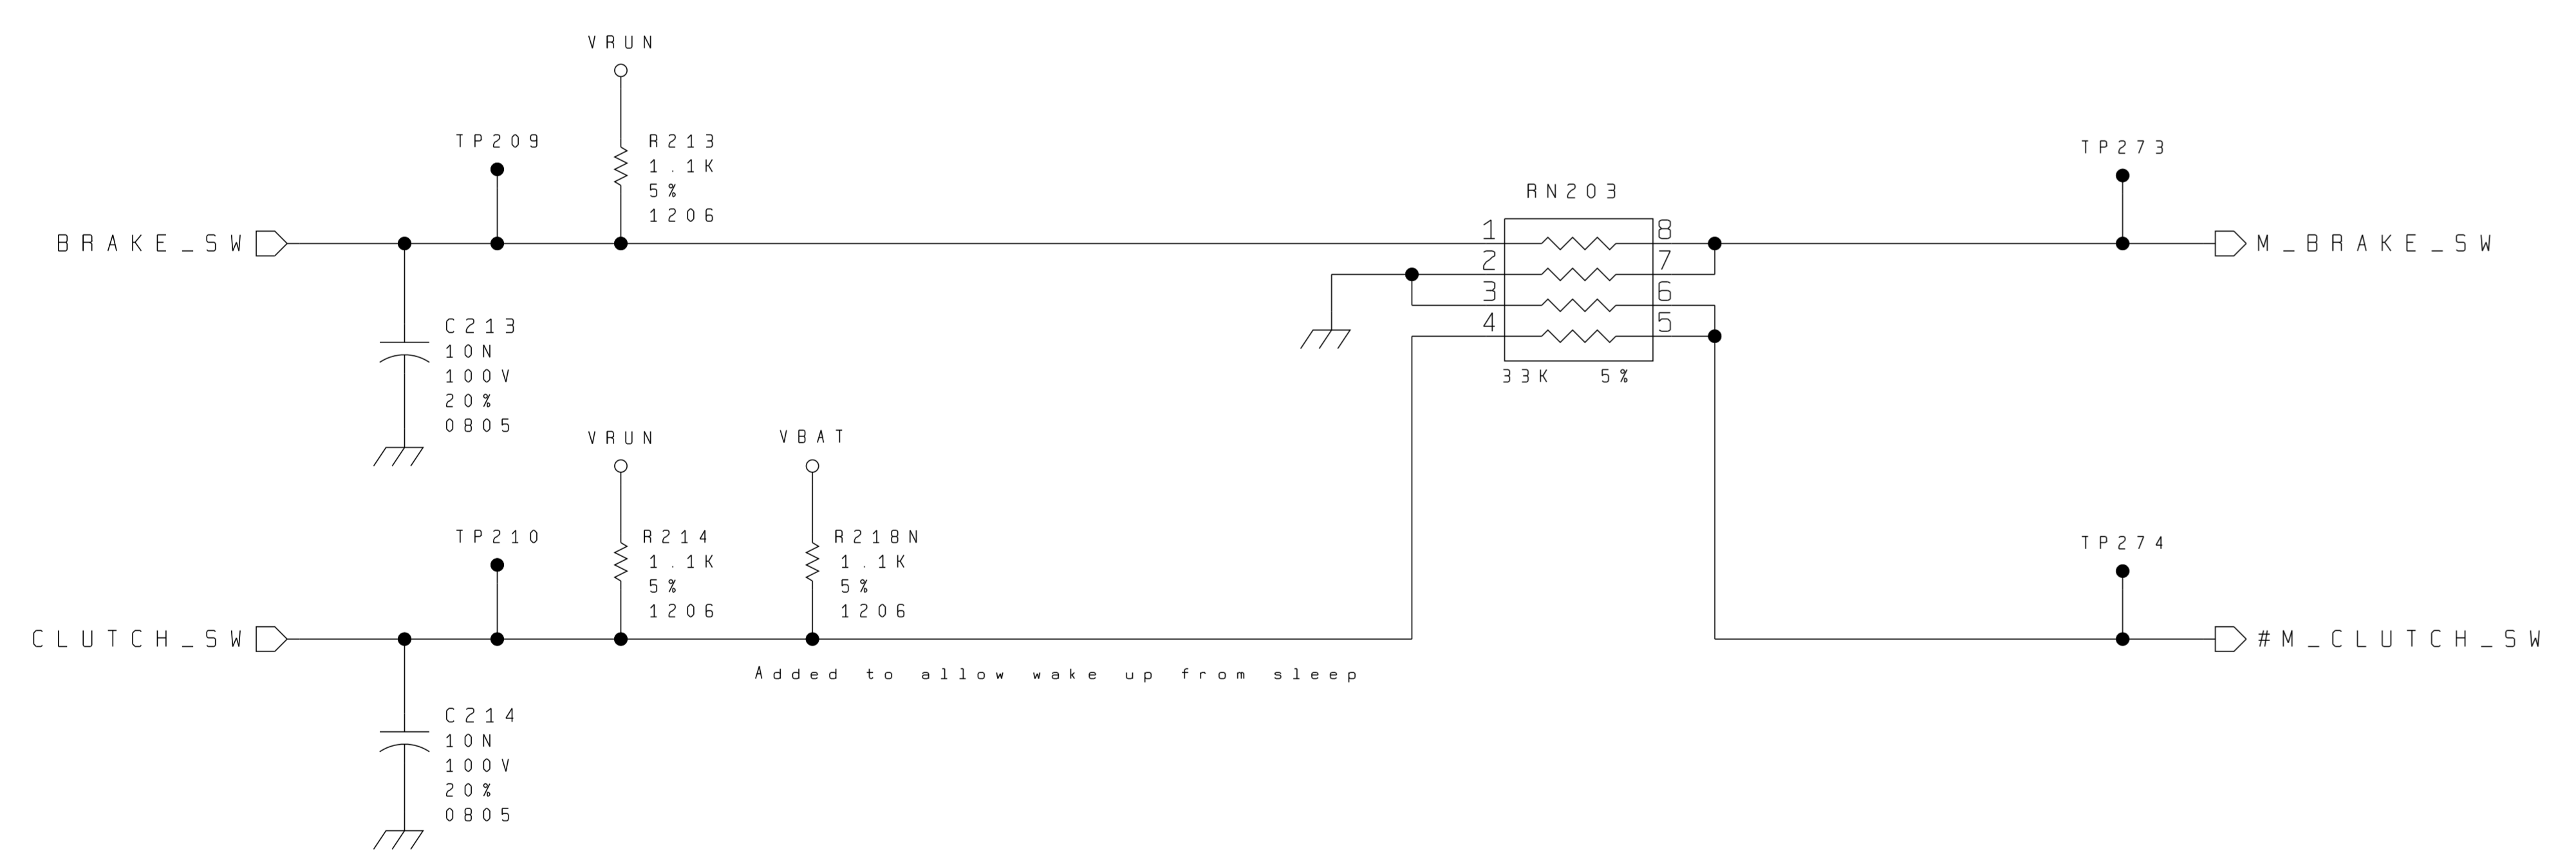 VRUN
TP209
R213
1.1K
5%
1206
TP273
RN203
BRAKE_SW
1
2
3
4
8
7
6
5
M_BRAKE_SW
33K 5%
C213
10N
100V
20%
0805
VRUN
VBAT
TP210
R214
1.1K
5%
1206
R218N
1.1K
5%
1206
TP274
CLUTCH_SW
#M_CLUTCH_SW
Added to allow wake up from sleep
C214
10N
100V
20%
0805